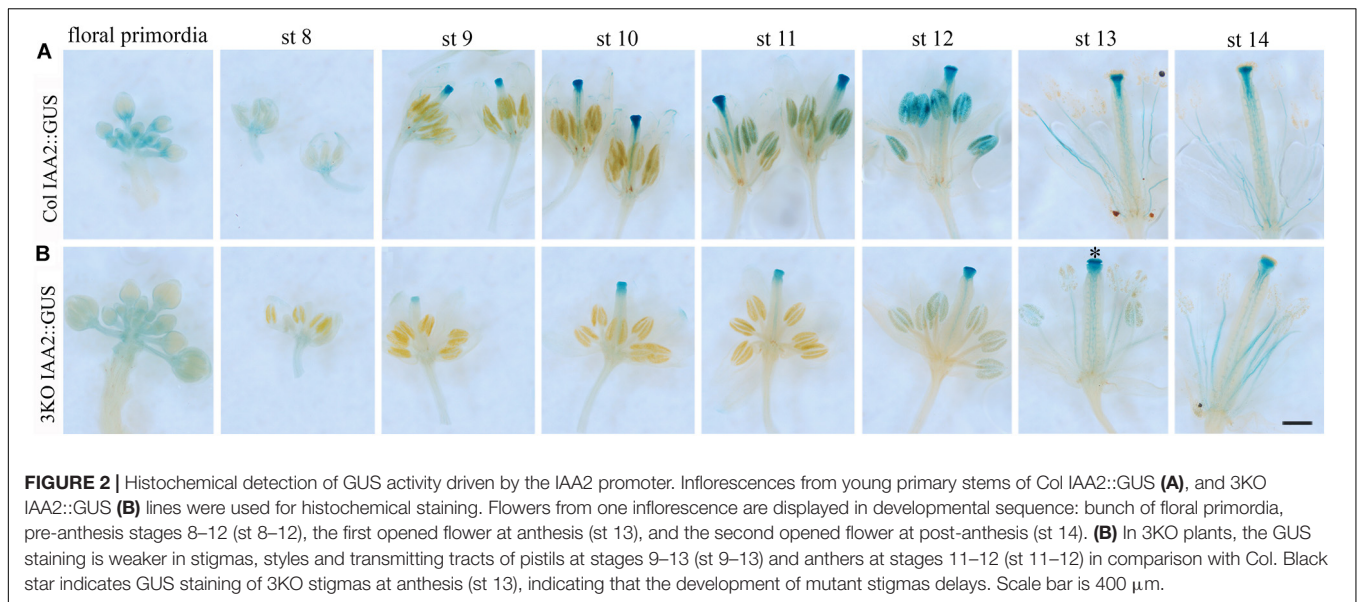 floral primordia st 8 st 9 st 10 st 11 st 12 st 13 st 14
A
Col IAA2::GUS
B
3KO IAA2::GUS
*
FIGURE 2 | Histochemical detection of GUS activity driven by the IAA2 promoter. Inflorescences from young primary stems of Col IAA2::GUS (A), and 3KO
IAA2::GUS (B) lines were used for histochemical staining. Flowers from one inflorescence are displayed in developmental sequence: bunch of floral primordia,
pre-anthesis stages 8–12 (st 8–12), the first opened flower at anthesis (st 13), and the second opened flower at post-anthesis (st 14). (B) In 3KO plants, the GUS
staining is weaker in stigmas, styles and transmitting tracts of pistils at stages 9–13 (st 9–13) and anthers at stages 11–12 (st 11–12) in comparison with Col. Black
star indicates GUS staining of 3KO stigmas at anthesis (st 13), indicating that the development of mutant stigmas delays. Scale bar is 400 μm.